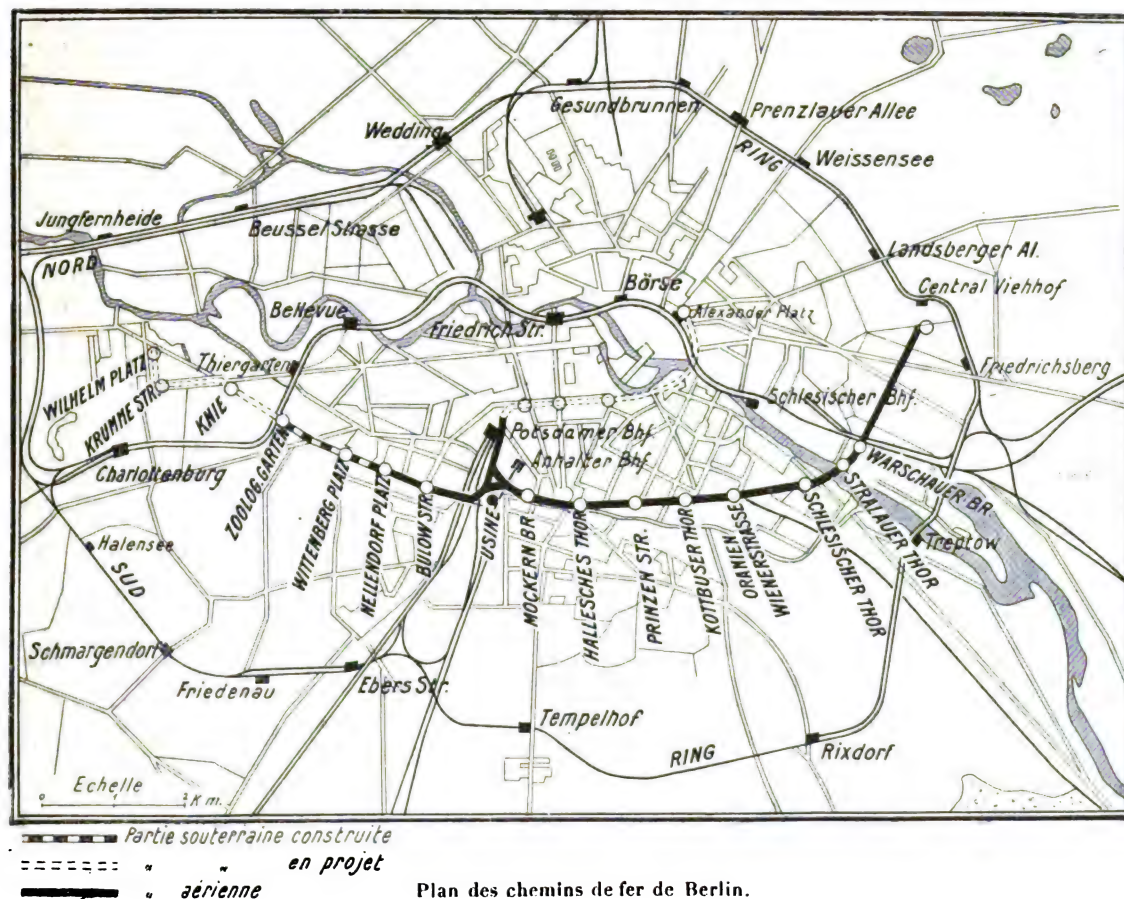 Gesundbrunnen
Prenzlauer Allee
Wedding
RING
Weissensee
Jungfernheide
Beussel Strasse
NORD
Landsberger Al.
Central Viehhof
Börse
Bellevue
Friedrich Str.
Alexander Platz
Thiergarten
Friedrichsberg
WILHELM PLATZ
KRUMME STR.
KNIE
Schlesischer Bhf.
Potsdamer Bhf.
Anhalter Bhf.
Charlottenburg
ZOOLOG. GARTEN
WITTENBERG PLATZ
NELLENDORF PLATZ
BULOW STR.
USINE
MÖCKERN BR.
HALLESCHES THOR
PRINZEN STR.
KOTTBUSER THOR
ORANIEN
WIENERSTRASSE
SCHLESISCHER THOR
STRALAUER THOR
WARSCHAUER BR.
Treptow
Halensee
SUD
Schmargendorf
Friedenau
Ebers Str.
Tempelhof
RING
Rixdorf
Echelle
0 1 2 Km.
Partie souterraine construite
" " en projet
" aérienne
Plan des chemins de fer de Berlin.